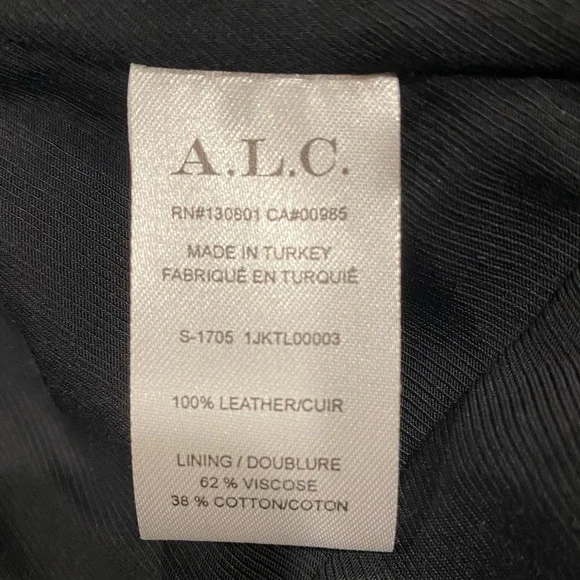 A.L.C.
RN#130801 CA#00985
MADE IN TURKEY
FABRIQUÉ EN TURQUIÉ
S-1705 1JKTL00003
100% LEATHER/CUIR
LINING / DOUBLURE
62 % VISCOSE
38 % COTTON/COTON